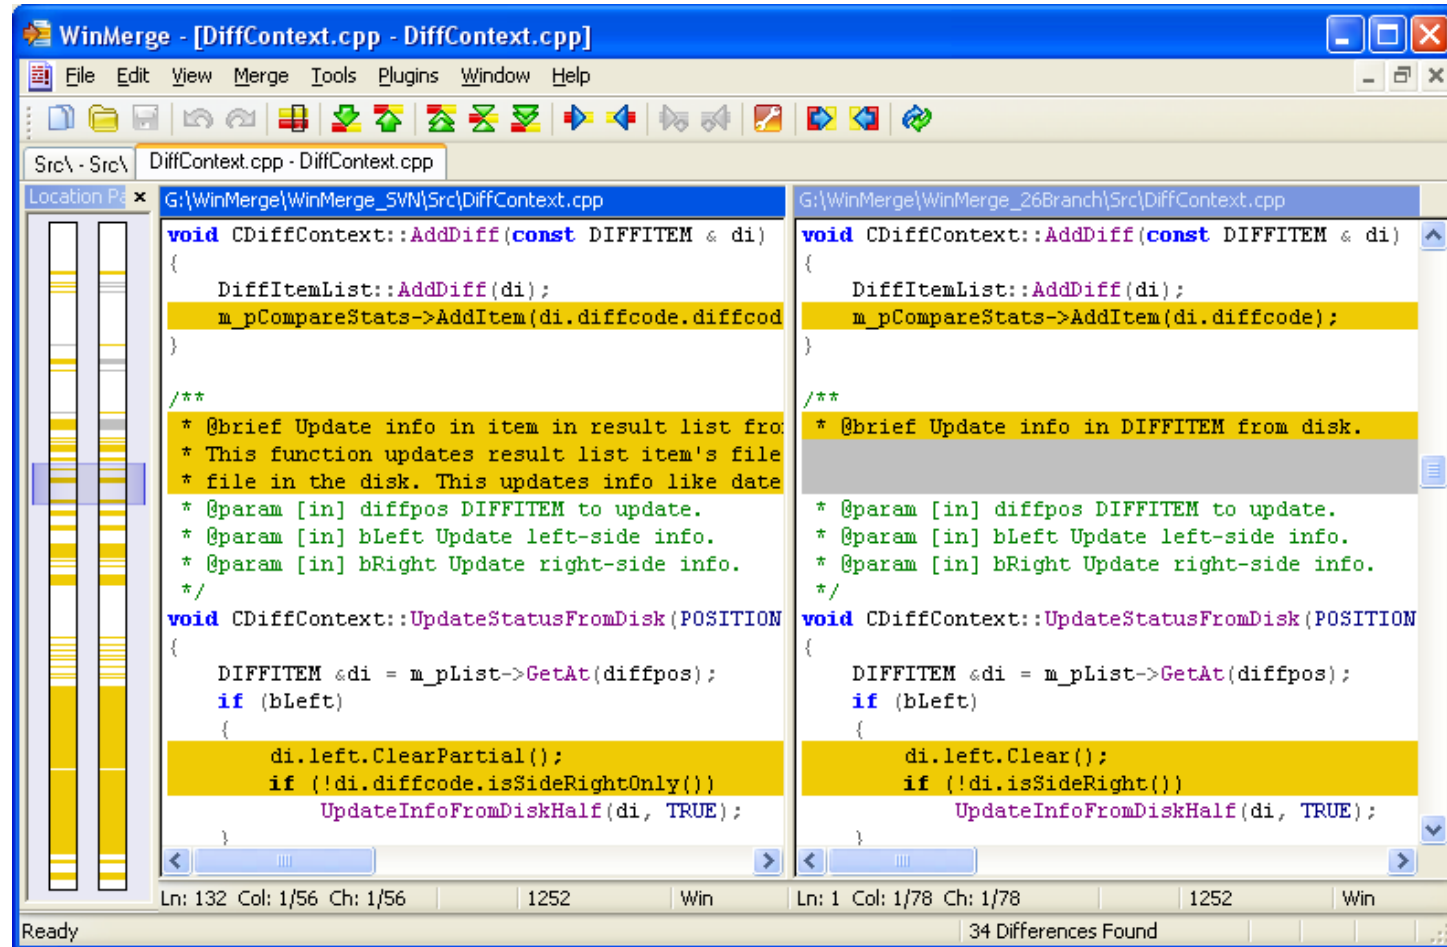 WinMerge - [DiffContext.cpp - DiffContext.cpp]
File Edit View Merge Tools Plugins Window Help
Src\ - Src\ DiffContext.cpp - DiffContext.cpp
Location Pa
G:\WinMerge\WinMerge_SVN\Src\DiffContext.cpp
void CDiffContext::AddDiff(const DIFFITEM & di)
{
    DiffItemList::AddDiff(di);
    m_pCompareStats->AddItem(di.diffcode.diffcod
}
/**
 * @brief Update info in item in result list fro
 * This function updates result list item's file
 * file in the disk. This updates info like date
 * @param [in] diffpos DIFFITEM to update.
 * @param [in] bLeft Update left-side info.
 * @param [in] bRight Update right-side info.
 */
void CDiffContext::UpdateStatusFromDisk(POSITION
{
    DIFFITEM &di = m_pList->GetAt(diffpos);
    if (bLeft)
    {
        di.left.ClearPartial();
        if (!di.diffcode.isSideRightOnly())
            UpdateInfoFromDiskHalf(di, TRUE);
    }
Ln: 132 Col: 1/56 Ch: 1/56 1252 Win
G:\WinMerge\WinMerge_26Branch\Src\DiffContext.cpp
void CDiffContext::AddDiff(const DIFFITEM & di)
{
    DiffItemList::AddDiff(di);
    m_pCompareStats->AddItem(di.diffcode);
}
/**
 * @brief Update info in DIFFITEM from disk.
 * @param [in] diffpos DIFFITEM to update.
 * @param [in] bLeft Update left-side info.
 * @param [in] bRight Update right-side info.
 */
void CDiffContext::UpdateStatusFromDisk(POSITION
{
    DIFFITEM &di = m_pList->GetAt(diffpos);
    if (bLeft)
    {
        di.left.Clear();
        if (!di.isSideRight())
            UpdateInfoFromDiskHalf(di, TRUE);
    }
Ln: 1 Col: 1/78 Ch: 1/78 1252 Win
Ready 34 Differences Found